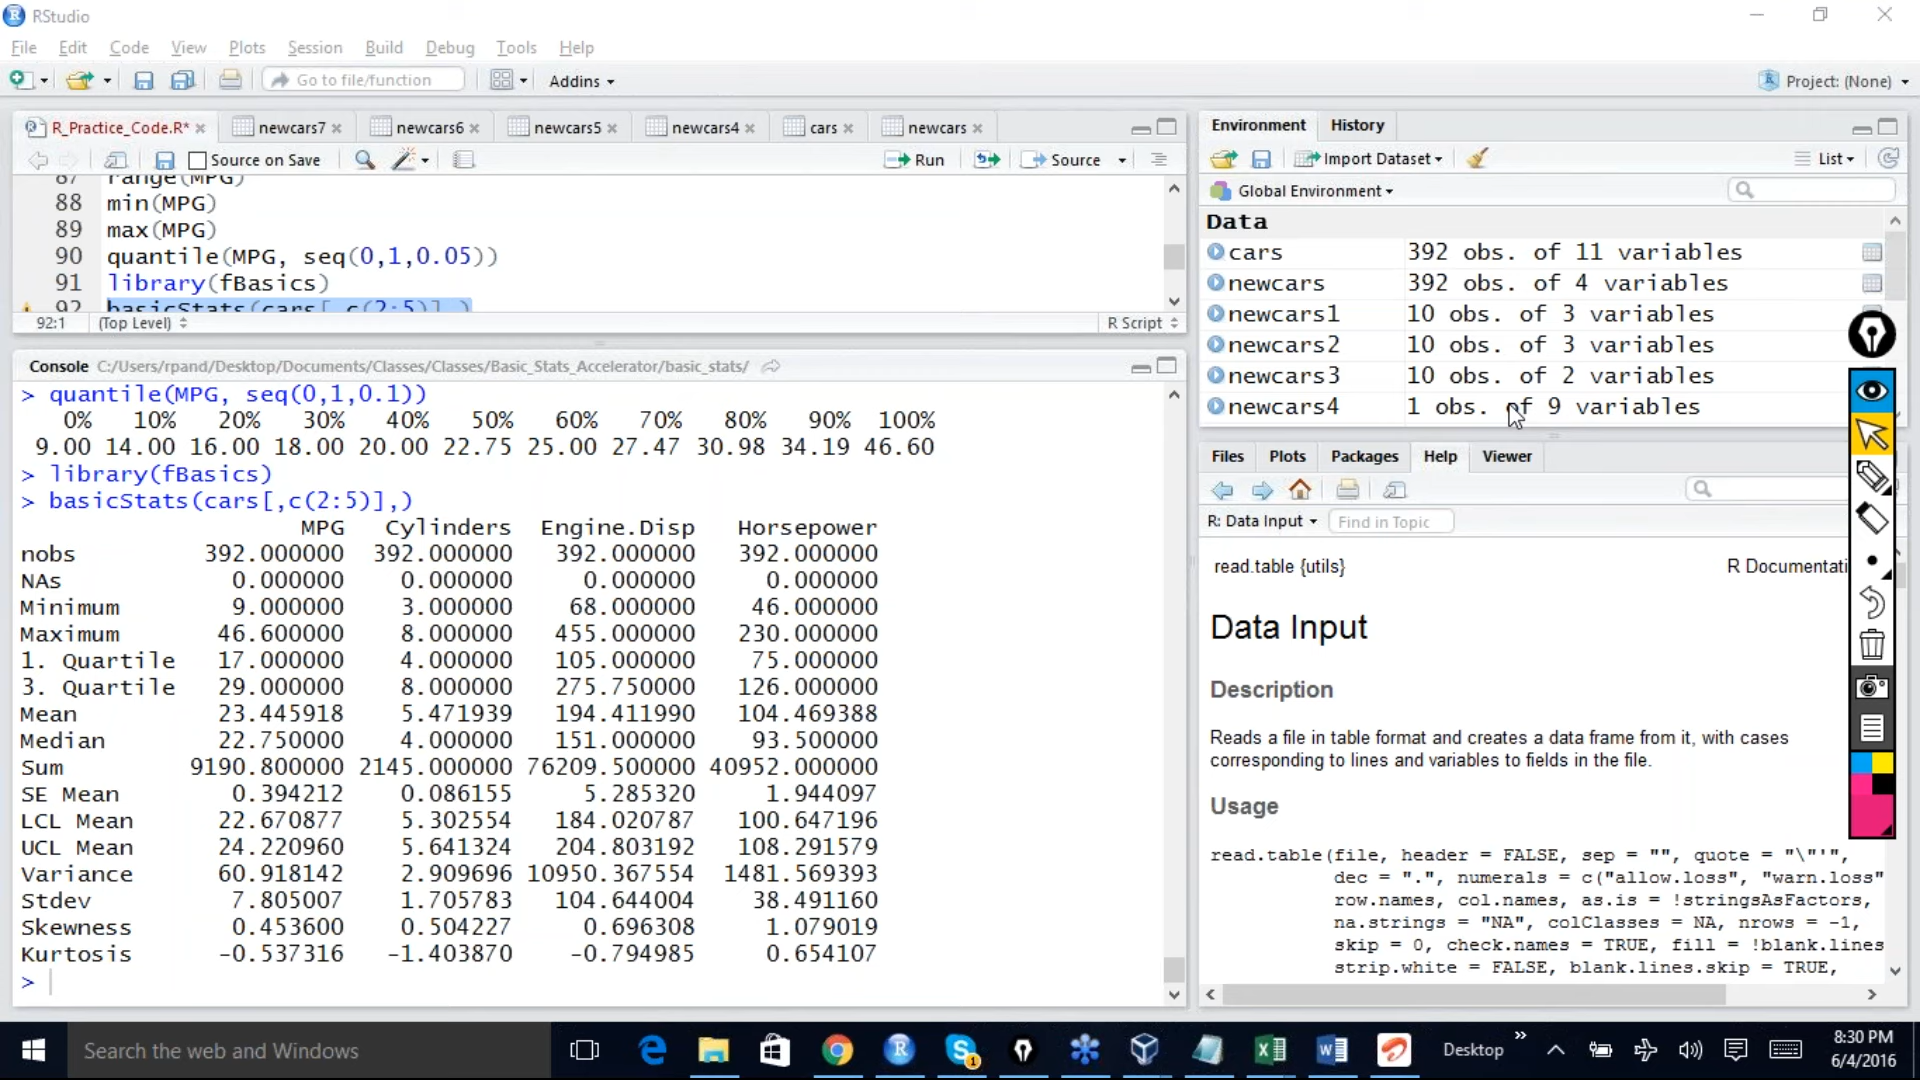 RStudio
File Edit Code View Plots Session Build Debug Tools Help
Go to file/function Addins Project: (None)
R_Practice_Code.R* newcars7 newcars6 newcars5 newcars4 cars newcars
Source on Save Run Source
87 range(MPG)
88 min(MPG)
89 max(MPG)
90 quantile(MPG, seq(0,1,0.05))
91 library(fBasics)
92 basicStats(cars[,c(2:5)],)
92:1 (Top Level) R Script
Console C:/Users/rpand/Desktop/Documents/Classes/Classes/Basic_Stats_Accelerator/basic_stats/
> quantile(MPG, seq(0,1,0.1))
0% 10% 20% 30% 40% 50% 60% 70% 80% 90% 100%
9.00 14.00 16.00 18.00 20.00 22.75 25.00 27.47 30.98 34.19 46.60
> library(fBasics)
> basicStats(cars[,c(2:5)],)
MPG Cylinders Engine.Disp Horsepower
nobs 392.000000 392.000000 392.000000 392.000000
NAs 0.000000 0.000000 0.000000 0.000000
Minimum 9.000000 3.000000 68.000000 46.000000
Maximum 46.600000 8.000000 455.000000 230.000000
1. Quartile 17.000000 4.000000 105.000000 75.000000
3. Quartile 29.000000 8.000000 275.750000 126.000000
Mean 23.445918 5.471939 194.411990 104.469388
Median 22.750000 4.000000 151.000000 93.500000
Sum 9190.800000 2145.000000 76209.500000 40952.000000
SE Mean 0.394212 0.086155 5.285320 1.944097
LCL Mean 22.670877 5.302554 184.020787 100.647196
UCL Mean 24.220960 5.641324 204.803192 108.291579
Variance 60.918142 2.909696 10950.367554 1481.569393
Stdev 7.805007 1.705783 104.644004 38.491160
Skewness 0.453600 0.504227 0.696308 1.079019
Kurtosis -0.537316 -1.403870 -0.794985 0.654107
>
Environment History
Import Dataset List
Global Environment
Data
cars 392 obs. of 11 variables
newcars 392 obs. of 4 variables
newcars1 10 obs. of 3 variables
newcars2 10 obs. of 3 variables
newcars3 10 obs. of 2 variables
newcars4 1 obs. of 9 variables
Files Plots Packages Help Viewer
R: Data Input Find in Topic
read.table {utils} R Documentati
Data Input
Description
Reads a file in table format and creates a data frame from it, with cases
corresponding to lines and variables to fields in the file.
Usage
read.table(file, header = FALSE, sep = "", quote = "\"'",
dec = ".", numerals = c("allow.loss", "warn.loss"
row.names, col.names, as.is = !stringsAsFactors,
na.strings = "NA", colClasses = NA, nrows = -1,
skip = 0, check.names = TRUE, fill = !blank.lines
strip.white = FALSE, blank.lines.skip = TRUE,
Search the web and Windows Desktop 8:30 PM
6/4/2016